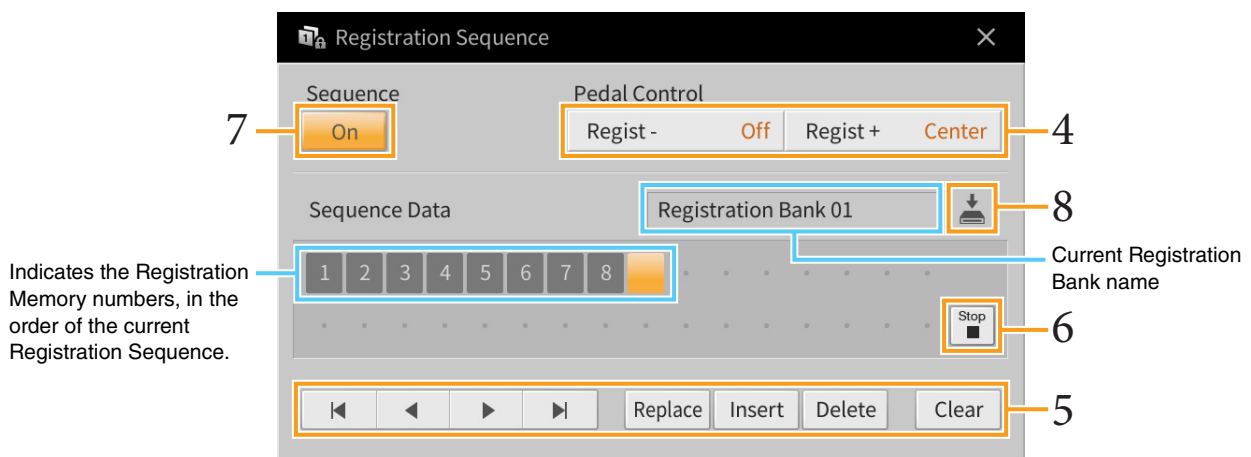 1 Registration Sequence
Sequence
Pedal Control
7
On
Regist - Off Regist + Center
4
Sequence Data
Registration Bank 01
8
Indicates the Registration
Memory numbers, in the
order of the current
Registration Sequence.
1 2 3 4 5 6 7 8
Current Registration
Bank name
Stop
6
Replace Insert Delete Clear
5